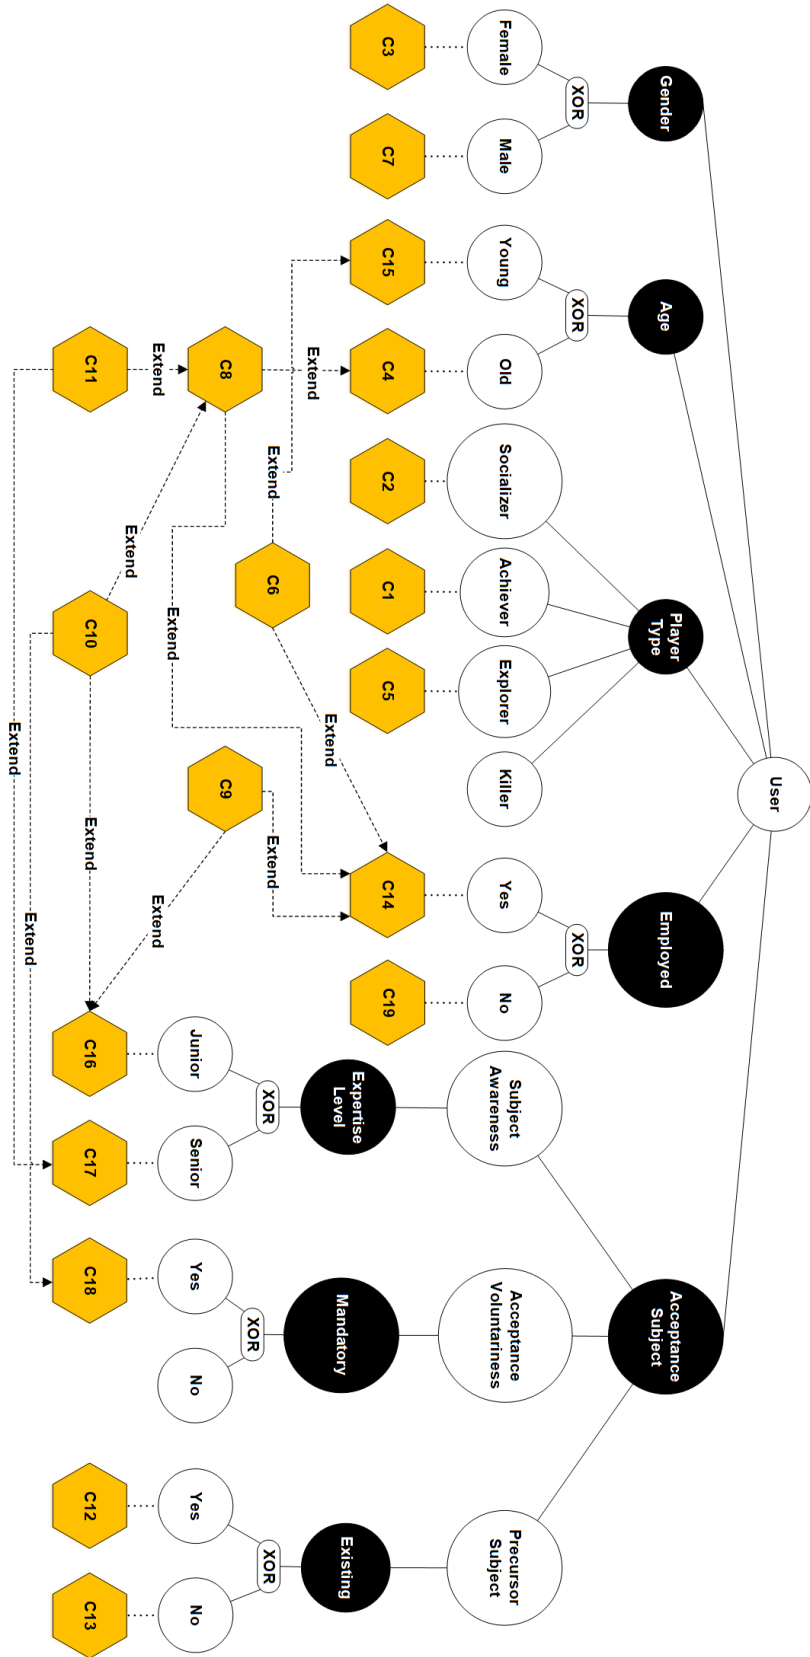 User
Gender
Age
Player
Type
Employed
Acceptance
Subject
XOR
XOR
XOR
Female
Male
Young
Old
Socializer
Achiever
Explorer
Killer
Yes
No
Subject
Awareness
Acceptance
Voluntariness
Precursor
Subject
C3
C7
C15
C4
C2
C1
C5
C14
C19
Expertise
Level
Mandatory
Existing
Extend
Extend
Extend
C6
Extend
XOR
XOR
XOR
C8
C9
Junior
Senior
Yes
No
Yes
No
Extend
Extend
Extend
Extend
C11
C10
Extend
C16
C17
C18
C12
C13
Extend
Extend